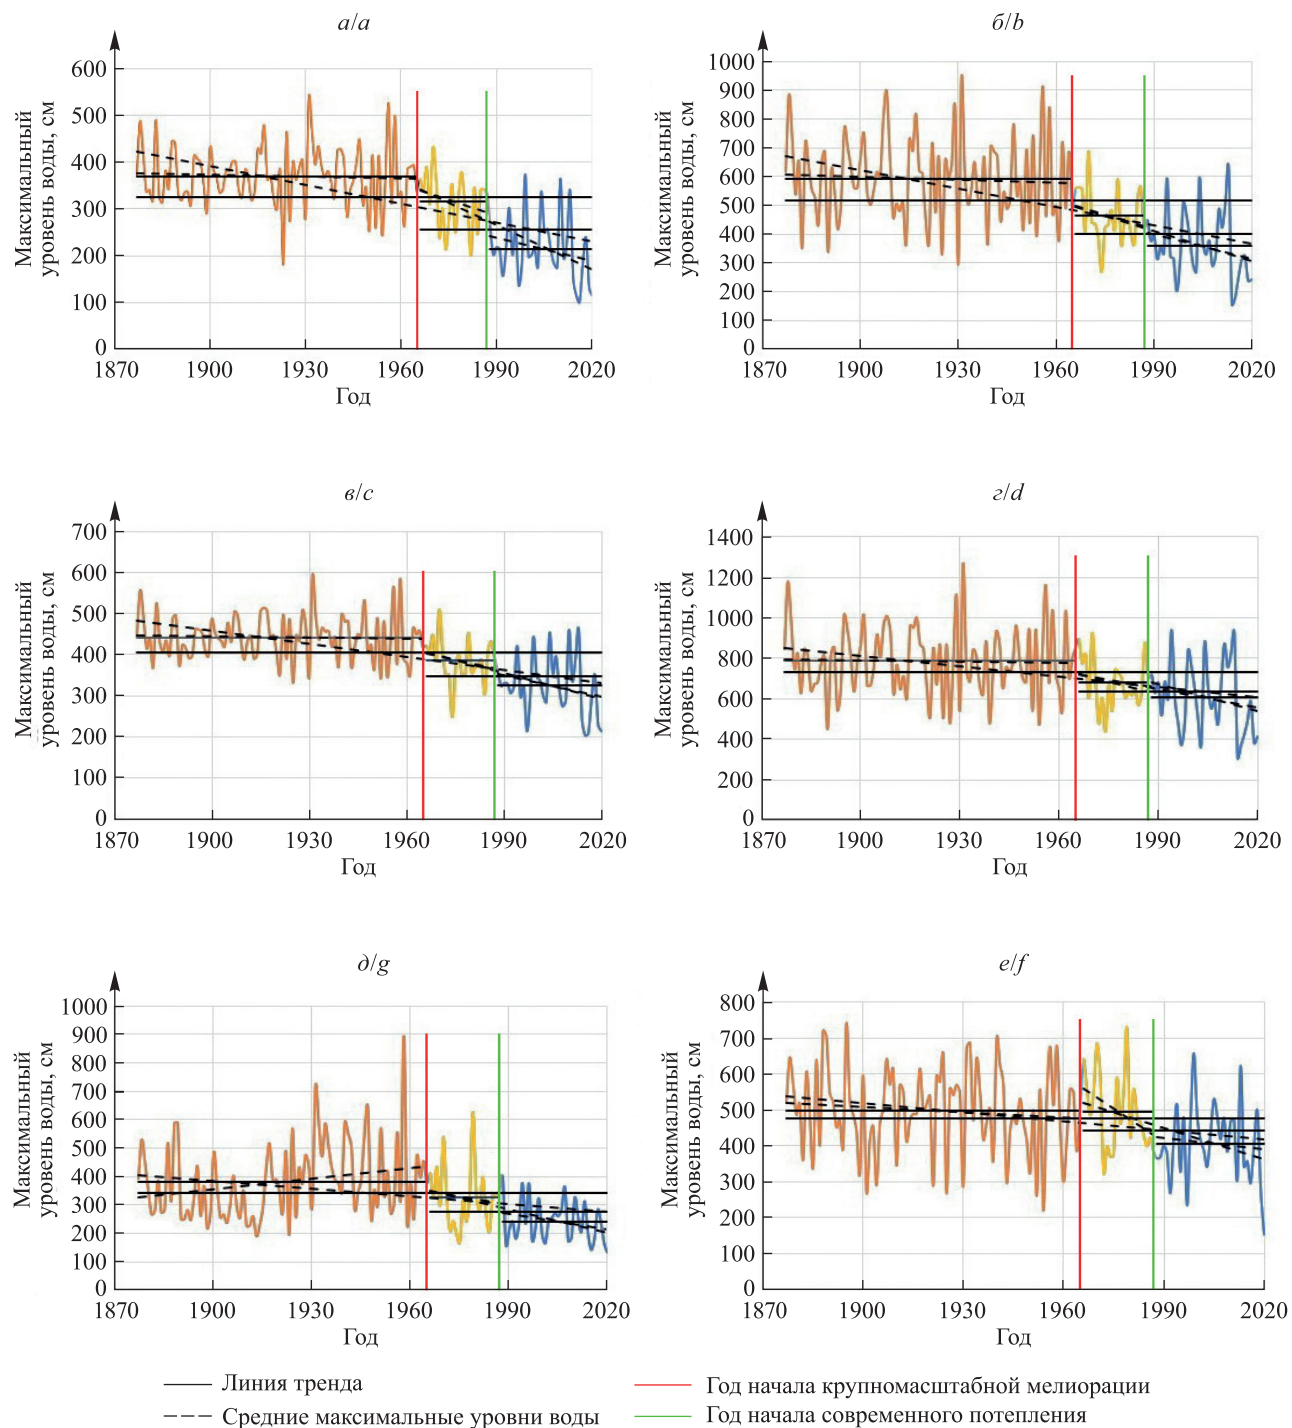 а/a
Максимальный
уровень воды, см
600
500
400
300
200
100
0
1870 1900 1930 1960 1990 2020
Год
б/b
Максимальный
уровень воды, см
1000
900
800
700
600
500
400
300
200
100
0
1870 1900 1930 1960 1990 2020
Год
в/c
Максимальный
уровень воды, см
700
600
500
400
300
200
100
0
1870 1900 1930 1960 1990 2020
Год
г/d
Максимальный
уровень воды, см
1400
1200
1000
800
600
400
200
0
1870 1900 1930 1960 1990 2020
Год
д/g
Максимальный
уровень воды, см
1000
900
800
700
600
500
400
300
200
100
0
1870 1900 1930 1960 1990 2020
Год
е/f
Максимальный
уровень воды, см
800
700
600
500
400
300
200
100
0
1870 1900 1930 1960 1990 2020
Год
Линия тренда
Средние максимальные уровни воды
Год начала крупномасштабной мелиорации
Год начала современного потепления